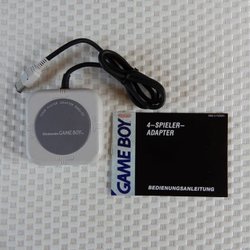 Nintendo GAME BOY
GAME BOY
4-SPIELER-
ADAPTER
BEDIENUNGSANLEITUNG